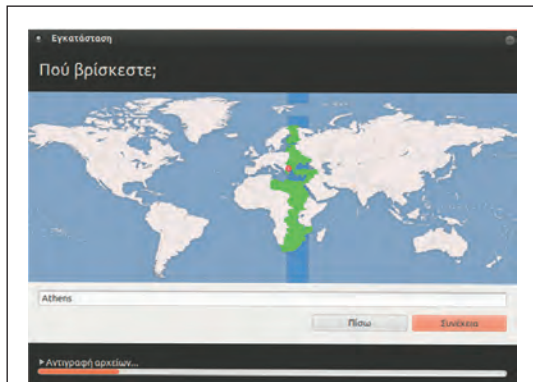 Εγκατάσταση
Πού βρίσκεστε;
Athens
Πίσω
Συνέχεια
Αντιγραφή αρχείων...